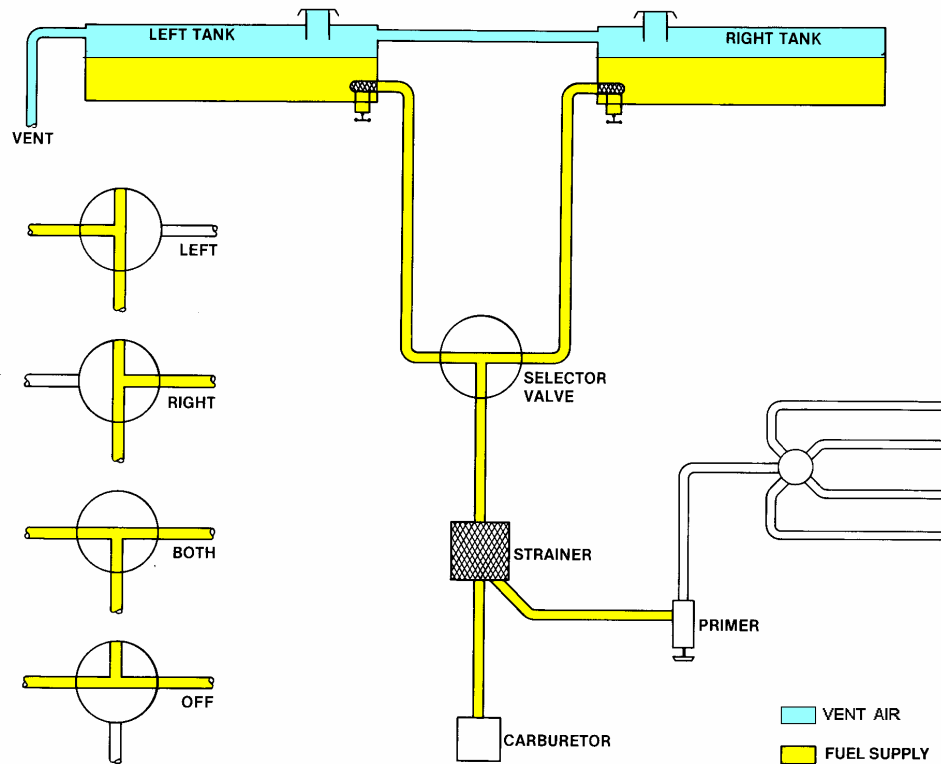 LEFT TANK
RIGHT TANK
VENT
LEFT
RIGHT
BOTH
OFF
SELECTOR
VALVE
STRAINER
PRIMER
CARBURETOR
VENT AIR
FUEL SUPPLY